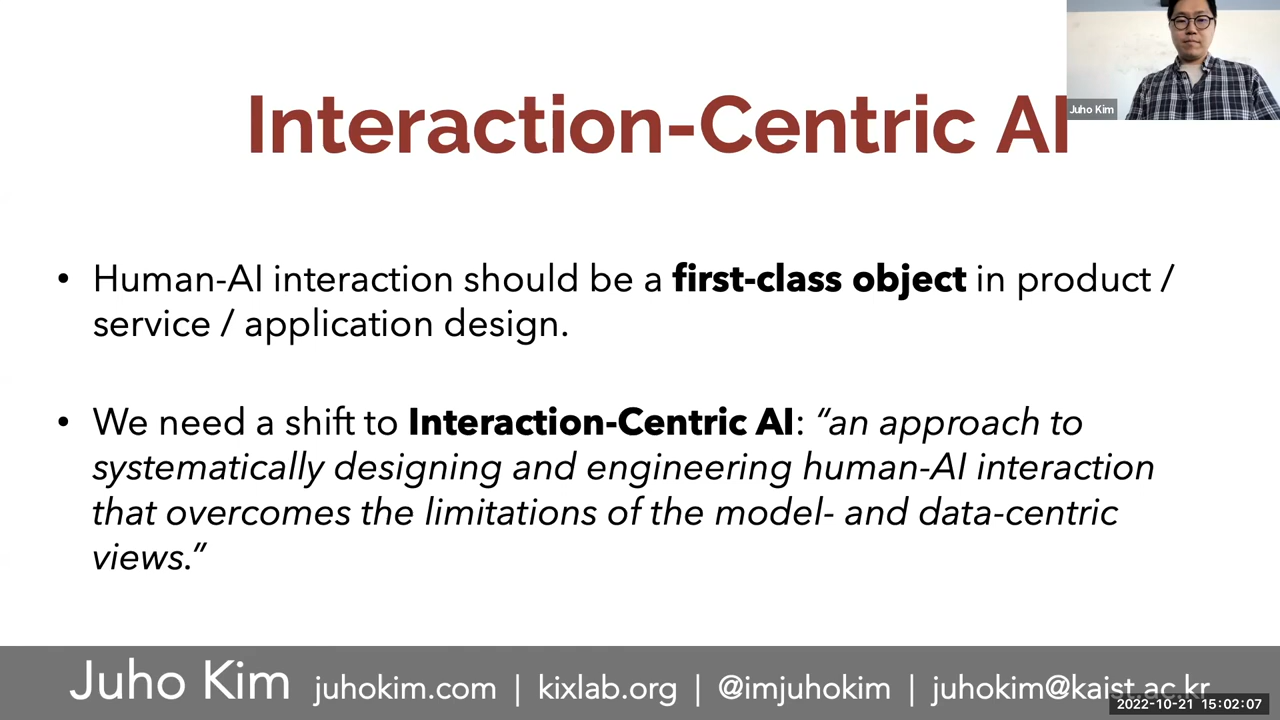 Interaction-Centric AI
Juho Kim
• Human-AI interaction should be a first-class object in product /
service / application design.
• We need a shift to Interaction-Centric AI: “an approach to
systematically designing and engineering human-AI interaction
that overcomes the limitations of the model- and data-centric
views.”
Juho Kim juhokim.com | kixlab.org | @imjuhokim | juhokim@kaist.ac.kr
2022-10-21 15:02:07